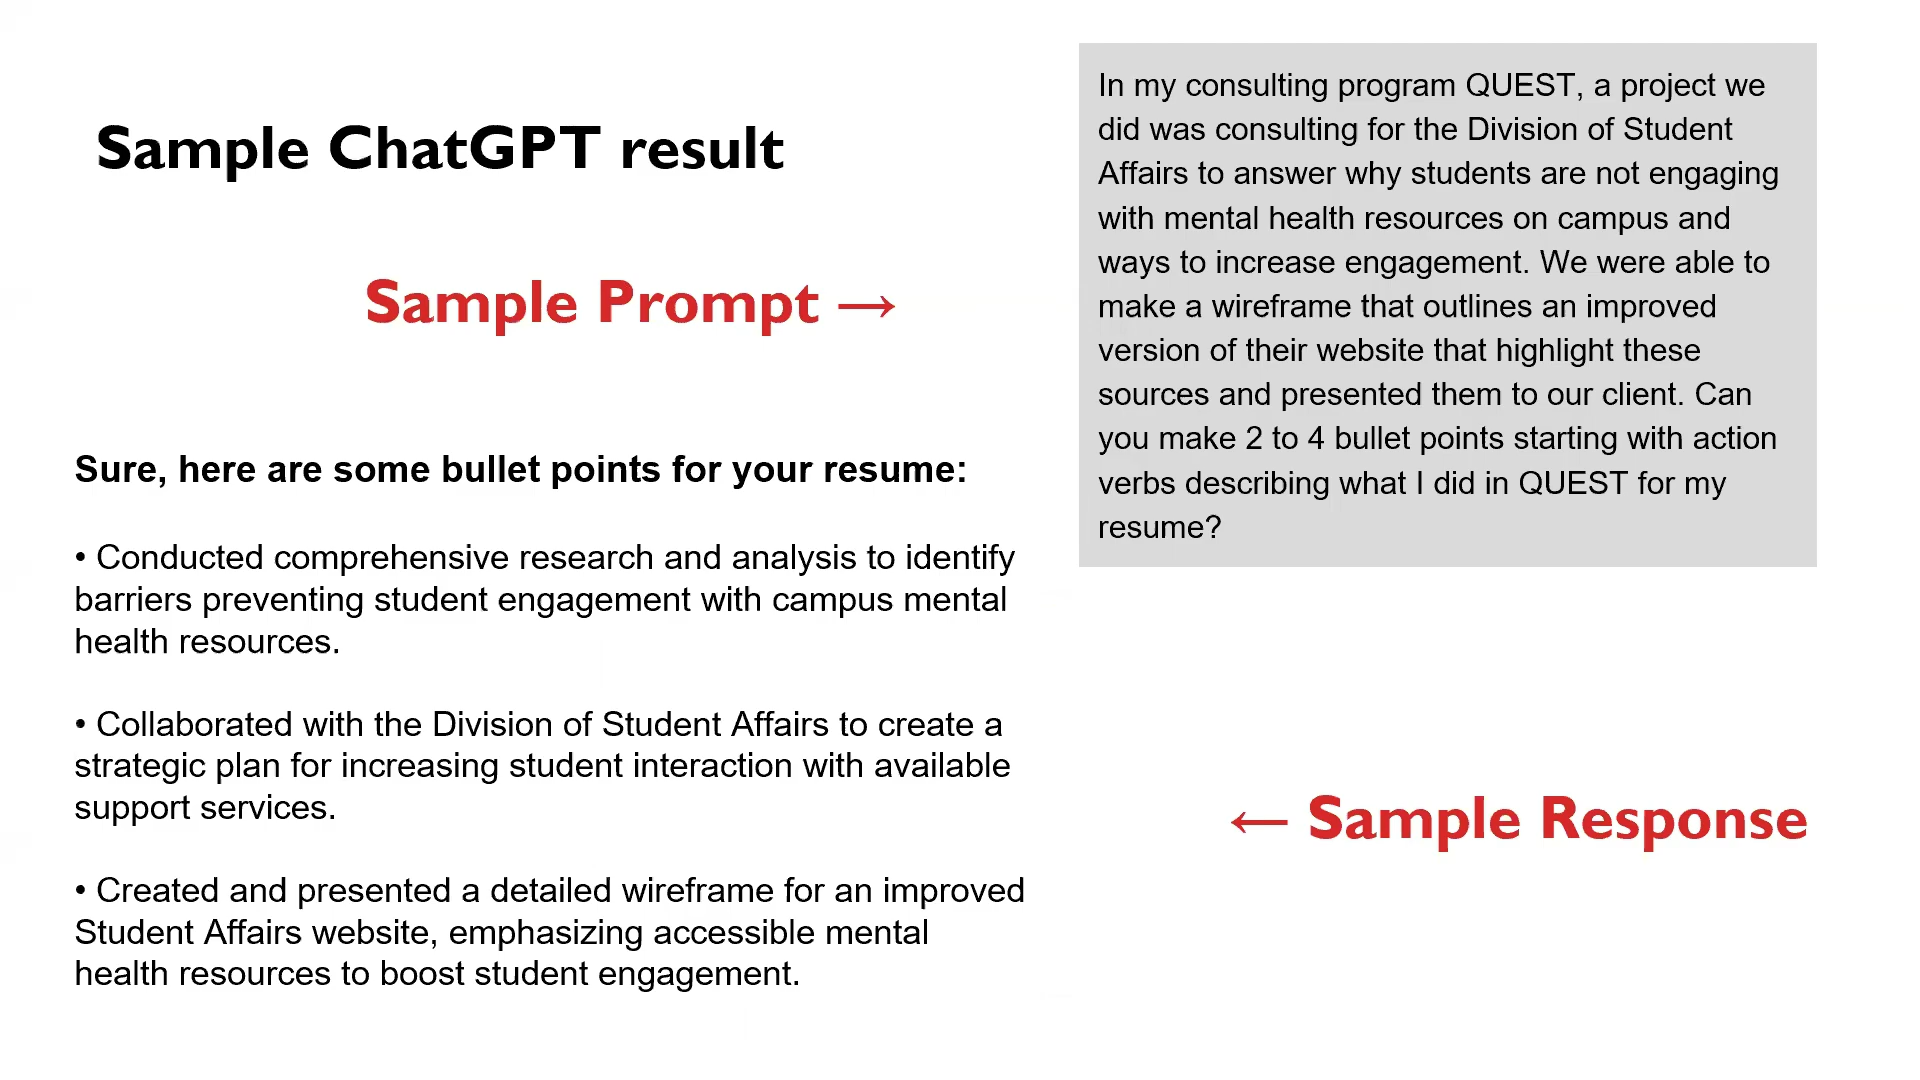 Sample ChatGPT result
Sample Prompt →
In my consulting program QUEST, a project we
did was consulting for the Division of Student
Affairs to answer why students are not engaging
with mental health resources on campus and
ways to increase engagement. We were able to
make a wireframe that outlines an improved
version of their website that highlight these
sources and presented them to our client. Can
you make 2 to 4 bullet points starting with action
verbs describing what I did in QUEST for my
resume?
Sure, here are some bullet points for your resume:
• Conducted comprehensive research and analysis to identify
barriers preventing student engagement with campus mental
health resources.
• Collaborated with the Division of Student Affairs to create a
strategic plan for increasing student interaction with available
support services.
• Created and presented a detailed wireframe for an improved
Student Affairs website, emphasizing accessible mental
health resources to boost student engagement.
← Sample Response